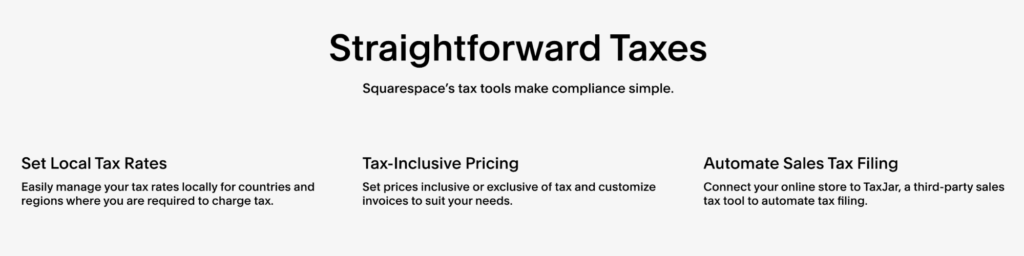 Straightforward Taxes
Squarespace’s tax tools make compliance simple.
Set Local Tax Rates
Easily manage your tax rates locally for countries and
regions where you are required to charge tax.
Tax-Inclusive Pricing
Set prices inclusive or exclusive of tax and customize
invoices to suit your needs.
Automate Sales Tax Filing
Connect your online store to TaxJar, a third-party sales
tax tool to automate tax filing.